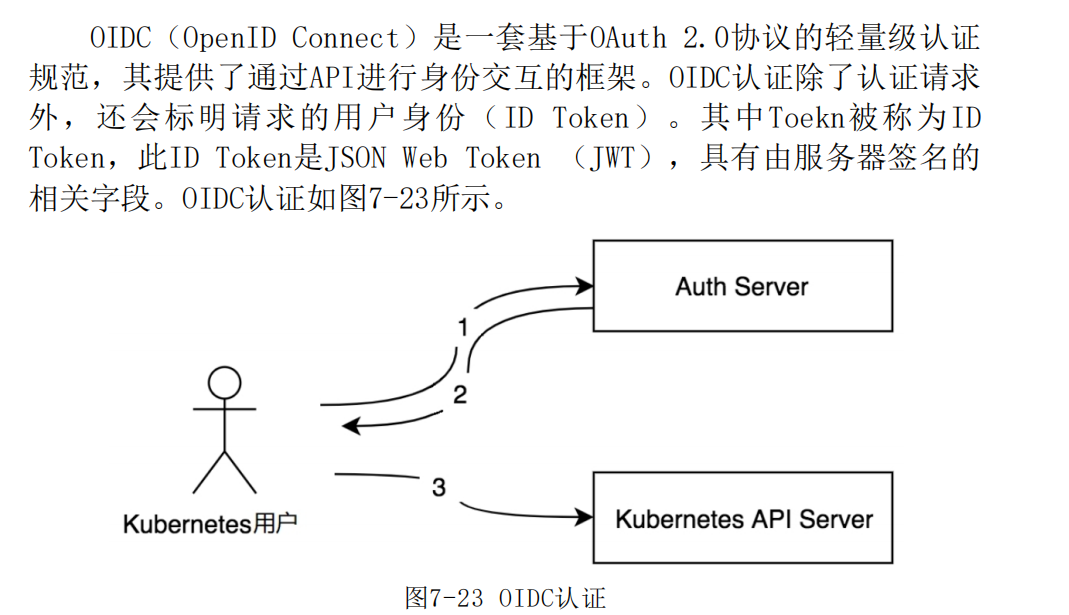 OIDC（OpenID Connect）是一套基于OAuth 2.0协议的轻量级认证
规范，其提供了通过API进行身份交互的框架。OIDC认证除了认证请求
外，还会标明请求的用户身份（ID Token）。其中Toekn被称为ID
Token，此ID Token是JSON Web Token （JWT），具有由服务器签名的
相关字段。OIDC认证如图7-23所示。
Auth Server
1
2
3
Kubernetes用户
Kubernetes API Server
图7-23 OIDC认证